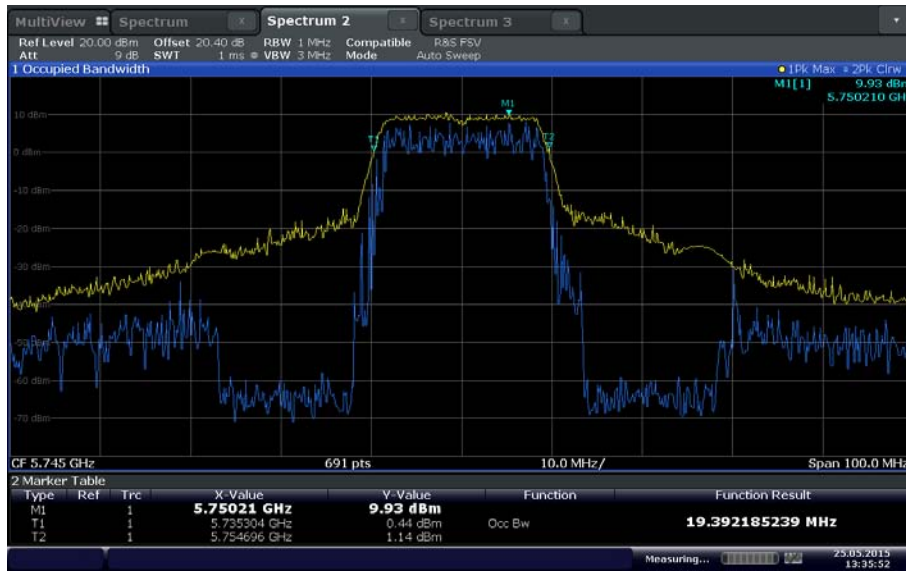 MultiView Spectrum x Spectrum 2 x Spectrum 3 x
Ref Level 20.00 dBm Offset 20.40 dB RBW 1 MHz Compatible R&S FSV
Att 9 dB SWT 1 ms VBW 3 MHz Mode Auto Sweep
1 Occupied Bandwidth 1Pk Max 2Pk Clrw
M1[1] 9.93 dBm
5.750210 GH
M1
10 dBm
T1 T2
0 dBm
-10 dBm
-20 dBm
-30 dBm
-50 dBm
-60 dBm
-70 dBm
CF 5.745 GHz 691 pts 10.0 MHz/ Span 100.0 MHz
2 Marker Table
Type Ref Trc X-Value Y-Value Function Function Result
M1 1 5.75021 GHz 9.93 dBm
T1 1 5.735304 GHz 0.44 dBm Occ Bw 19.392185239 MHz
T2 1 5.754696 GHz 1.14 dBm
Measuring... 25.05.2015
13:35:52